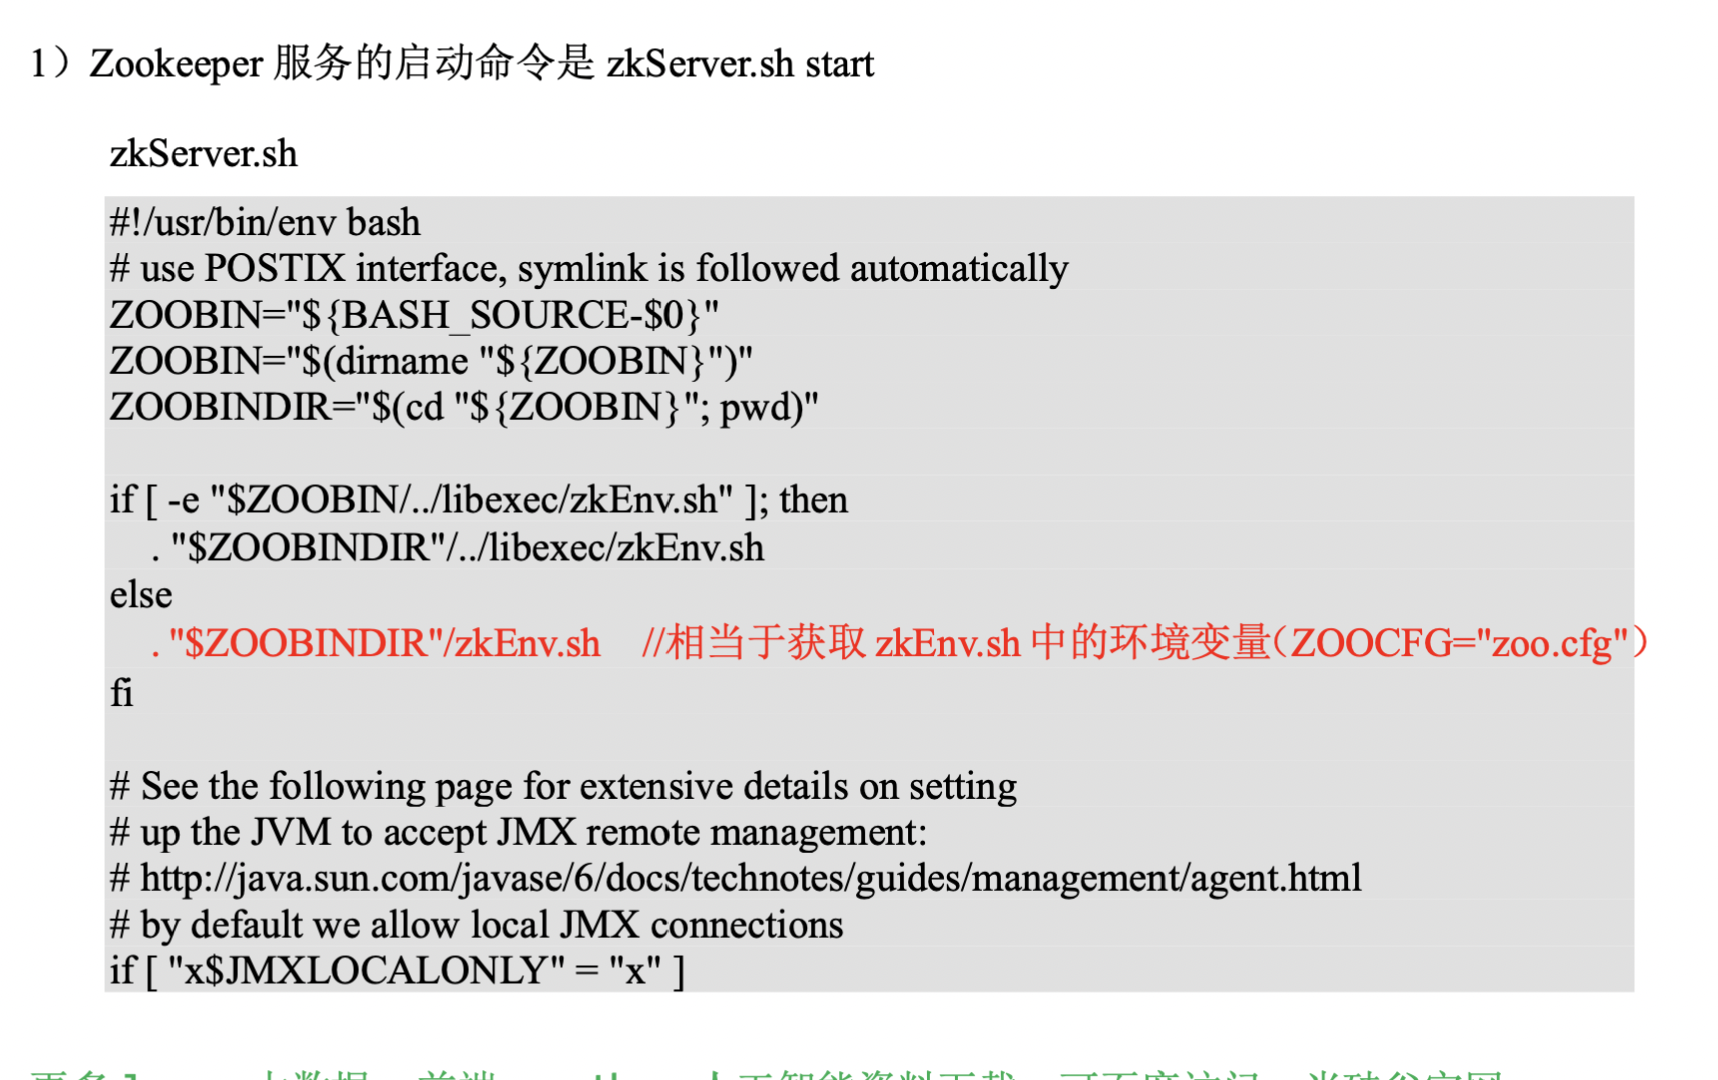 1）Zookeeper 服务的启动命令是 zkServer.sh start
zkServer.sh
#!/usr/bin/env bash
# use POSTIX interface, symlink is followed automatically
ZOOBIN="${BASH_SOURCE-$0}"
ZOOBIN="$(dirname "${ZOOBIN}")"
ZOOBINDIR="$(cd "${ZOOBIN}"; pwd)"
if [ -e "$ZOOBIN/../libexec/zkEnv.sh" ]; then
. "$ZOOBINDIR"/../libexec/zkEnv.sh
else
. "$ZOOBINDIR"/zkEnv.sh //相当于获取 zkEnv.sh 中的环境变量（ZOOCFG="zoo.cfg"）
fi
# See the following page for extensive details on setting
# up the JVM to accept JMX remote management:
# http://java.sun.com/javase/6/docs/technotes/guides/management/agent.html
# by default we allow local JMX connections
if [ "x$JMXLOCALONLY" = "x" ]